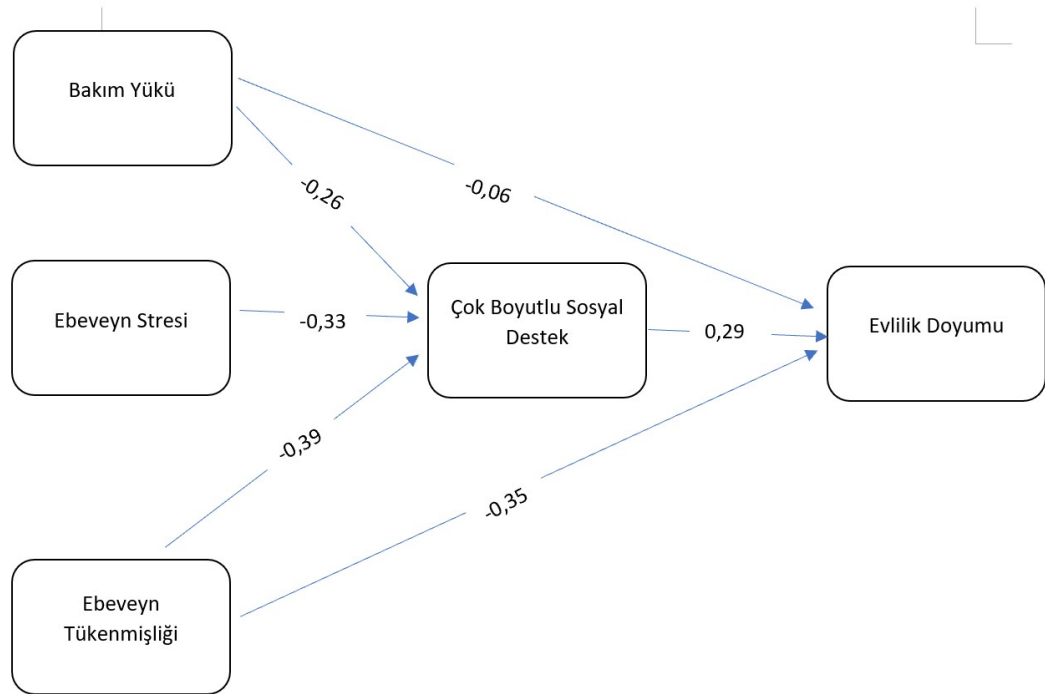 Bakım Yükü
-0,06
-0,26
Ebeveyn Stresi
-0,33
Çok Boyutlu Sosyal
Destek
0,29
Evlilik Doyumu
-0,39
-0,35
Ebeveyn
Tükenmişliği